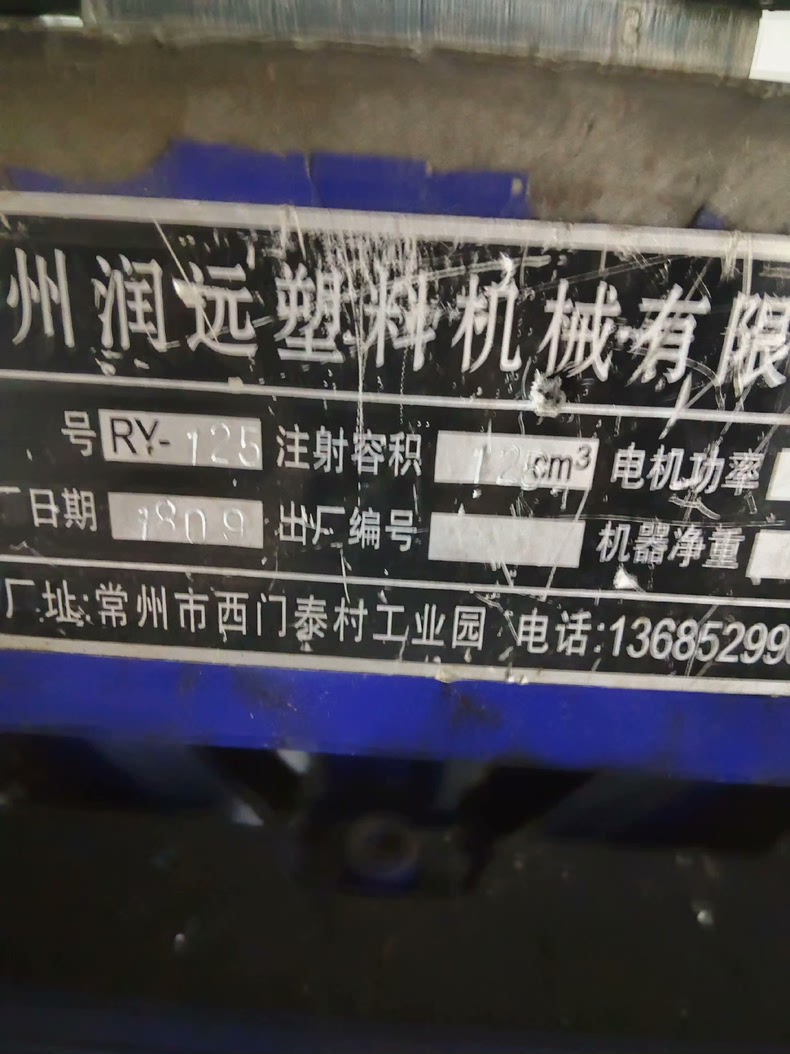 州润远塑料机械有限
号 RY-125 注射容积 125cm³ 电机功率
日期 1809 出厂编号 机器净重
厂址:常州市西门泰村工业园 电话:1368529